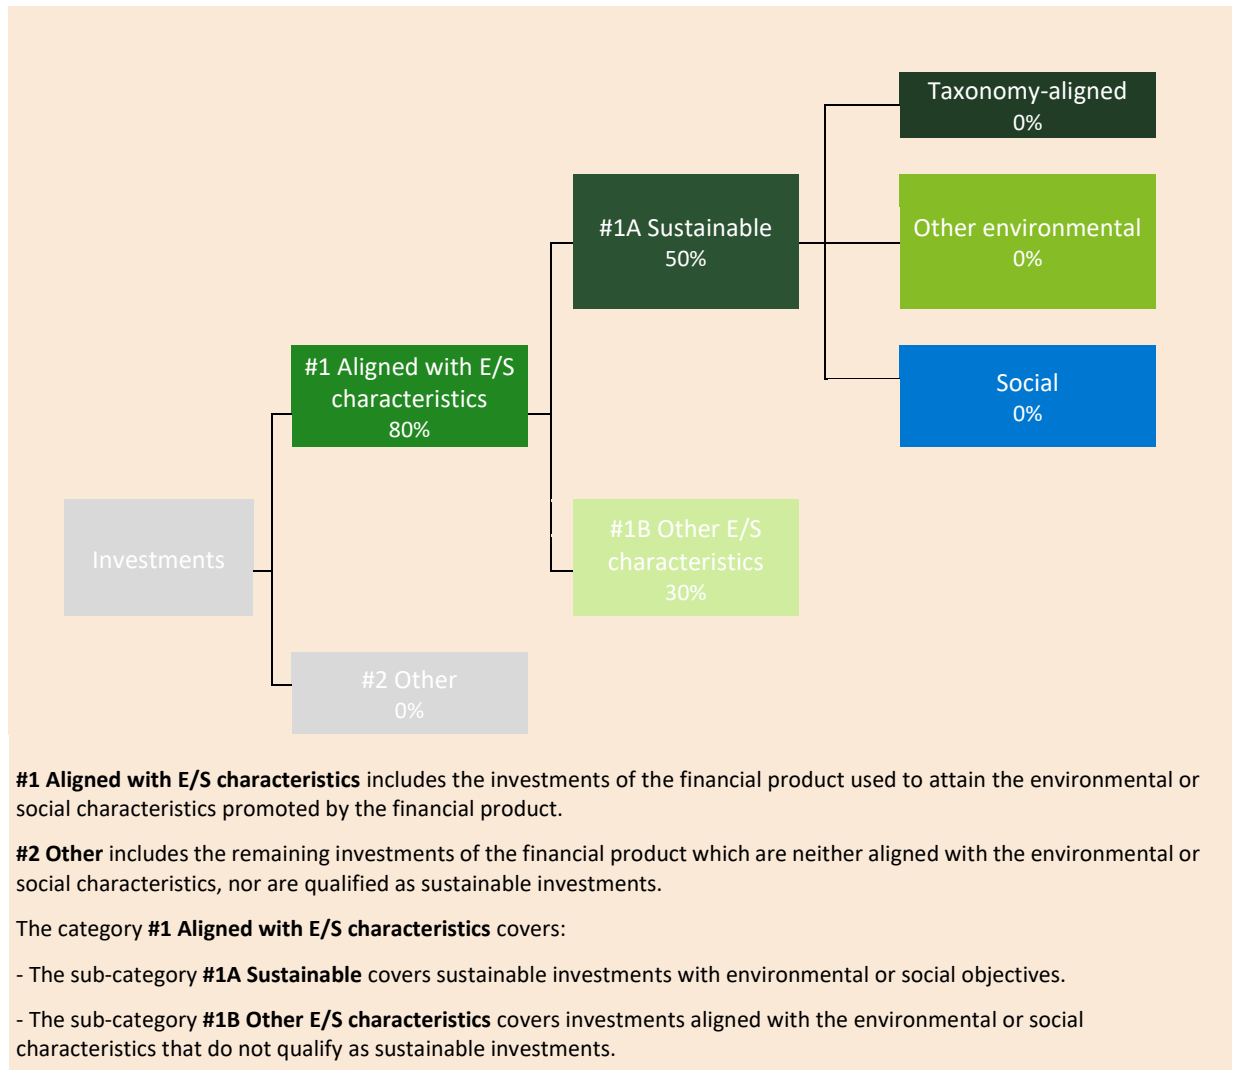 Taxonomy-aligned
0%
#1A Sustainable
50%
Other environmental
0%
#1 Aligned with E/S
characteristics
80%
Social
0%
Investments
#1B Other E/S
characteristics
30%
#2 Other
0%
#1 Aligned with E/S characteristics includes the investments of the financial product used to attain the environmental or
social characteristics promoted by the financial product.
#2 Other includes the remaining investments of the financial product which are neither aligned with the environmental or
social characteristics, nor are qualified as sustainable investments.
The category #1 Aligned with E/S characteristics covers:
- The sub-category #1A Sustainable covers sustainable investments with environmental or social objectives.
- The sub-category #1B Other E/S characteristics covers investments aligned with the environmental or social
characteristics that do not qualify as sustainable investments.